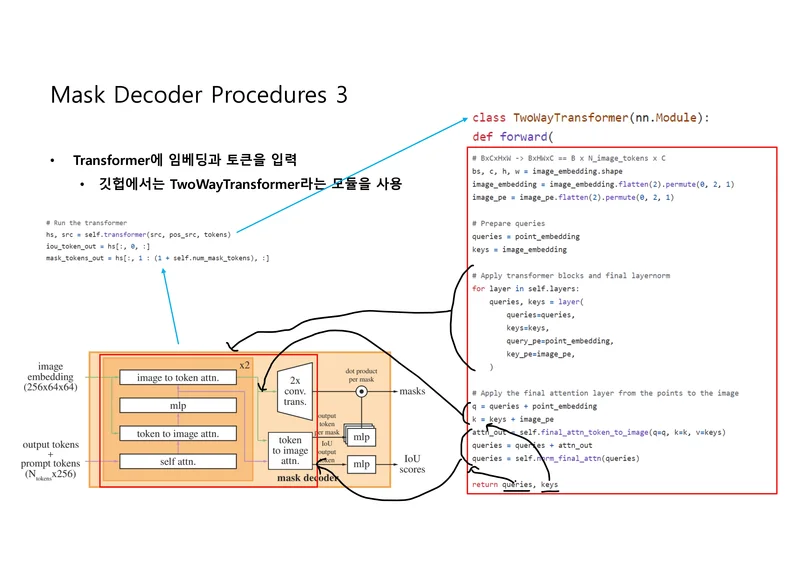 Mask Decoder Procedures 3
• Transformer에 임베딩과 토큰을 입력
• 깃헙에서는 TwoWayTransformer라는 모듈을 사용
# Run the transformer
hs, src = self.transformer(src, pos_src, tokens)
iou_token_out = hs[:, 0, :]
mask_tokens_out = hs[:, 1 : (1 + self.num_mask_tokens), :]
class TwoWayTransformer(nn.Module):
def forward(
# BxCxHxW -> BxHWxC == B x N_image_tokens x C
bs, c, h, w = image_embedding.shape
image_embedding = image_embedding.flatten(2).permute(0, 2, 1)
image_pe = image_pe.flatten(2).permute(0, 2, 1)
# Prepare queries
queries = point_embedding
keys = image_embedding
# Apply transformer blocks and final layernorm
for layer in self.layers:
queries, keys = layer(
queries=queries,
keys=keys,
query_pe=point_embedding,
key_pe=image_pe,
)
# Apply the final attention layer from the points to the image
q = queries + point_embedding
k = keys + image_pe
attn_out = self.final_attn_token_to_image(q=q, k=k, v=keys)
queries = queries + attn_out
queries = self.norm_final_attn(queries)
return queries, keys
image
embedding
(256x64x64)
output tokens
+
prompt tokens
(Ntokensx256)
x2
image to token attn.
mlp
token to image attn.
self attn.
2x
conv.
trans.
token
to image
attn.
dot product
per mask
output
token
per mask
IoU
output
token
mlp
mlp
mask decoder
masks
IoU
scores